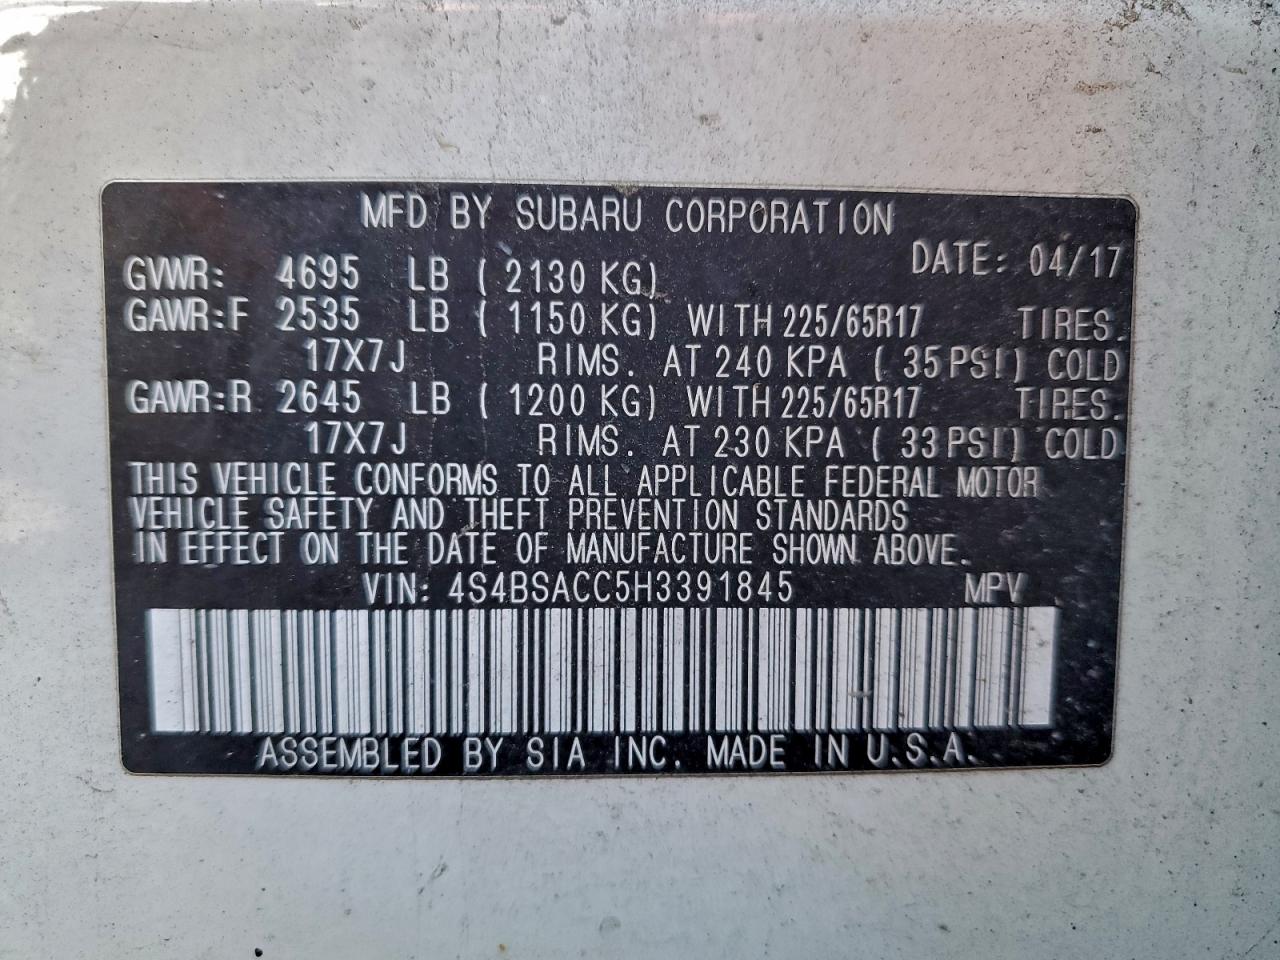 MFD BY SUBARU CORPORATION
DATE: 04/17
GVWR: 4695 LB ( 2130 KG)
GAWR:F 2535 LB ( 1150 KG) WITH 225/65R17 TIRES.
17X7J RIMS. AT 240 KPA ( 35 PSI) COLD
GAWR:R 2645 LB ( 1200 KG) WITH 225/65R17 TIRES.
17X7J RIMS. AT 230 KPA ( 33 PSI) COLD
THIS VEHICLE CONFORMS TO ALL APPLICABLE FEDERAL MOTOR
VEHICLE SAFETY AND THEFT PREVENTION STANDARDS
IN EFFECT ON THE DATE OF MANUFACTURE SHOWN ABOVE.
VIN: 4S4BSACC5H3391845 MPV
ASSEMBLED BY SIA INC. MADE IN U.S.A.